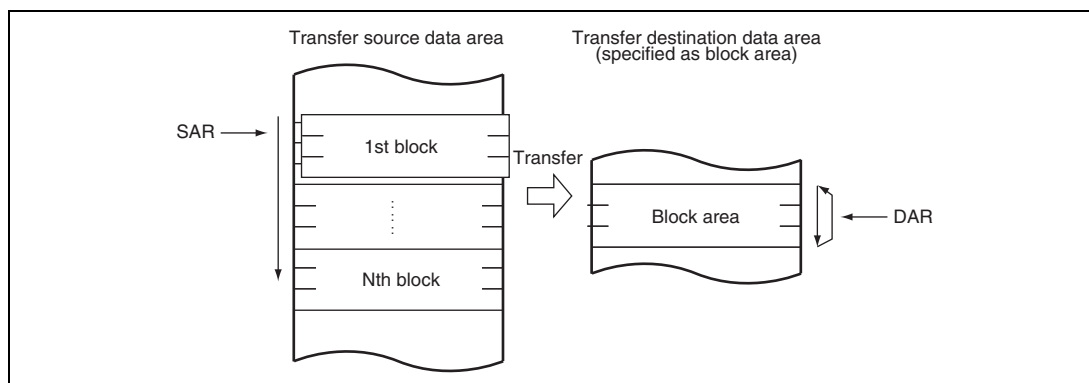 Transfer source data area
Transfer destination data area
(specified as block area)
SAR
1st block
Transfer
Block area
DAR
Nth block